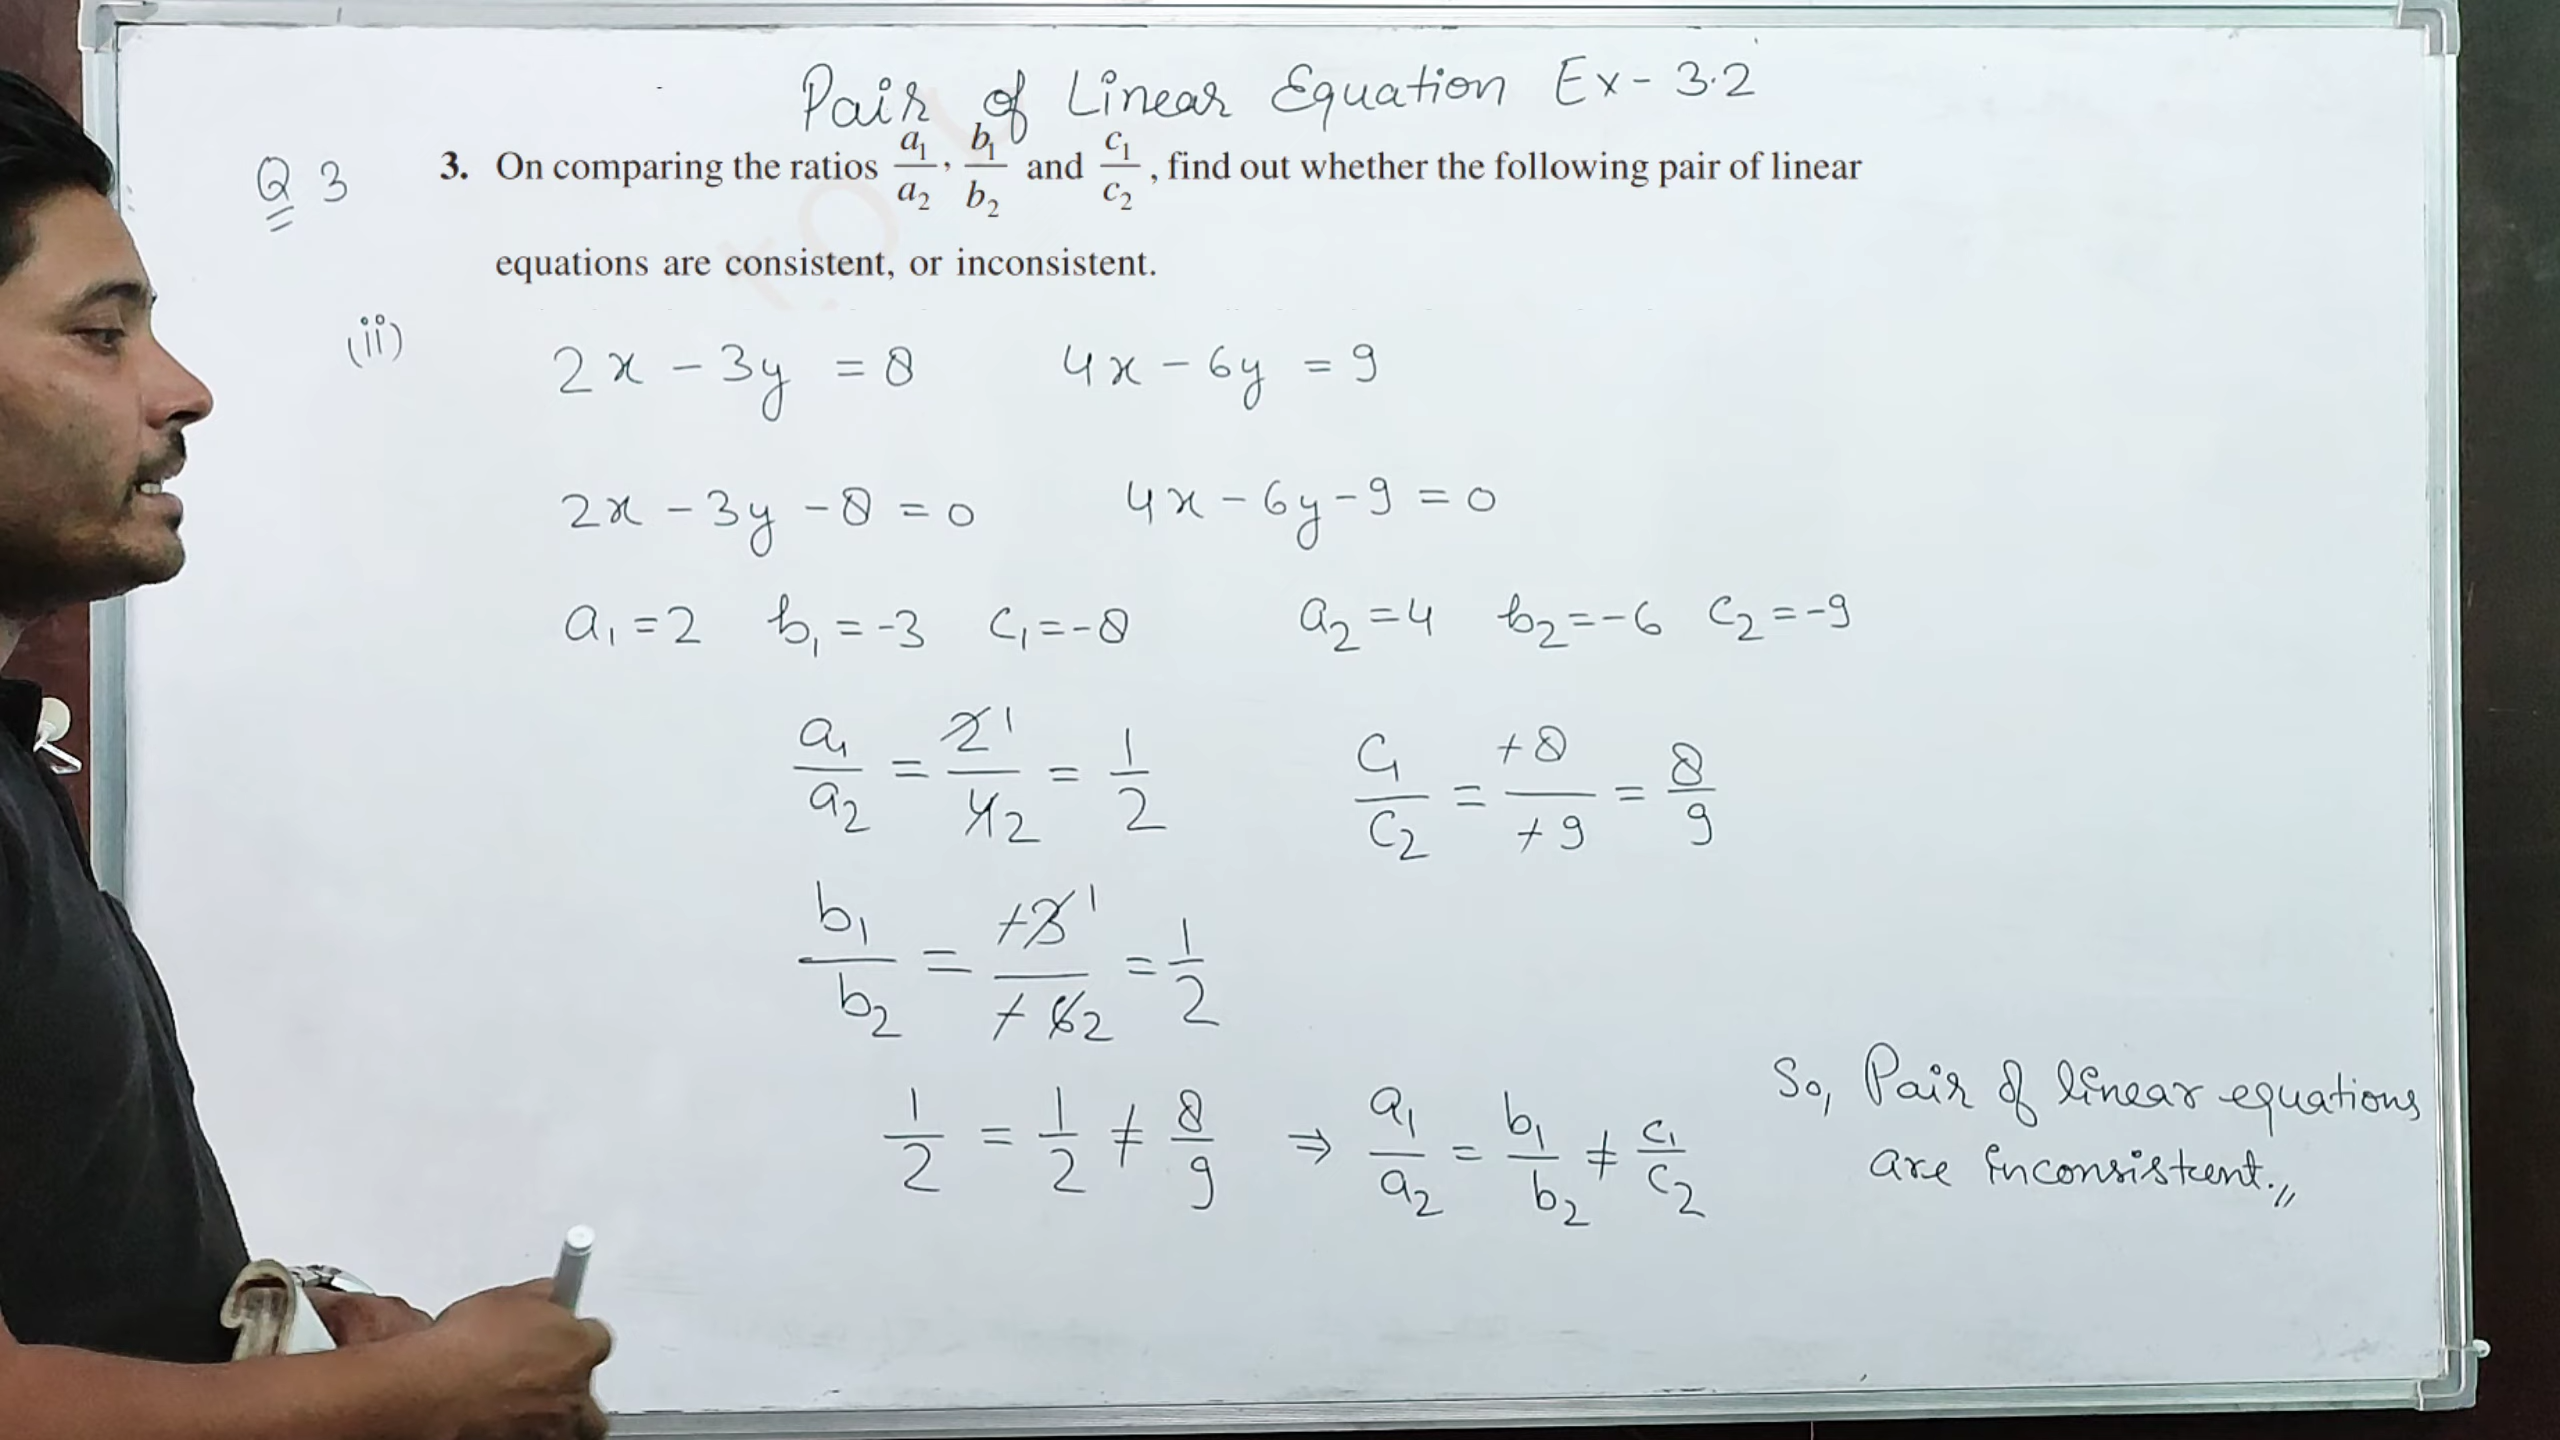 Pair of Linear Equation Ex-3.2
Q 3
3. On comparing the ratios a₁/a₂, b₁/b₂ and c₁/c₂, find out whether the following pair of linear
equations are consistent, or inconsistent.
(ii)
2x - 3y = 8 4x - 6y = 9
2x - 3y - 8 = 0 4x - 6y - 9 = 0
a₁ = 2 b₁ = -3 c₁ = -8 a₂ = 4 b₂ = -6 c₂ = -9
a₁/a₂ = 2 1/4 2 = 1/2 c₁/c₂ = +8/+9 = 8/9
b₁/b₂ = +3 1/+6 2 = 1/2
1/2 = 1/2 ≠ 8/9 ⇒ a₁/a₂ = b₁/b₂ ≠ c₁/c₂
So, Pair of linear equations
are inconsistent.,,